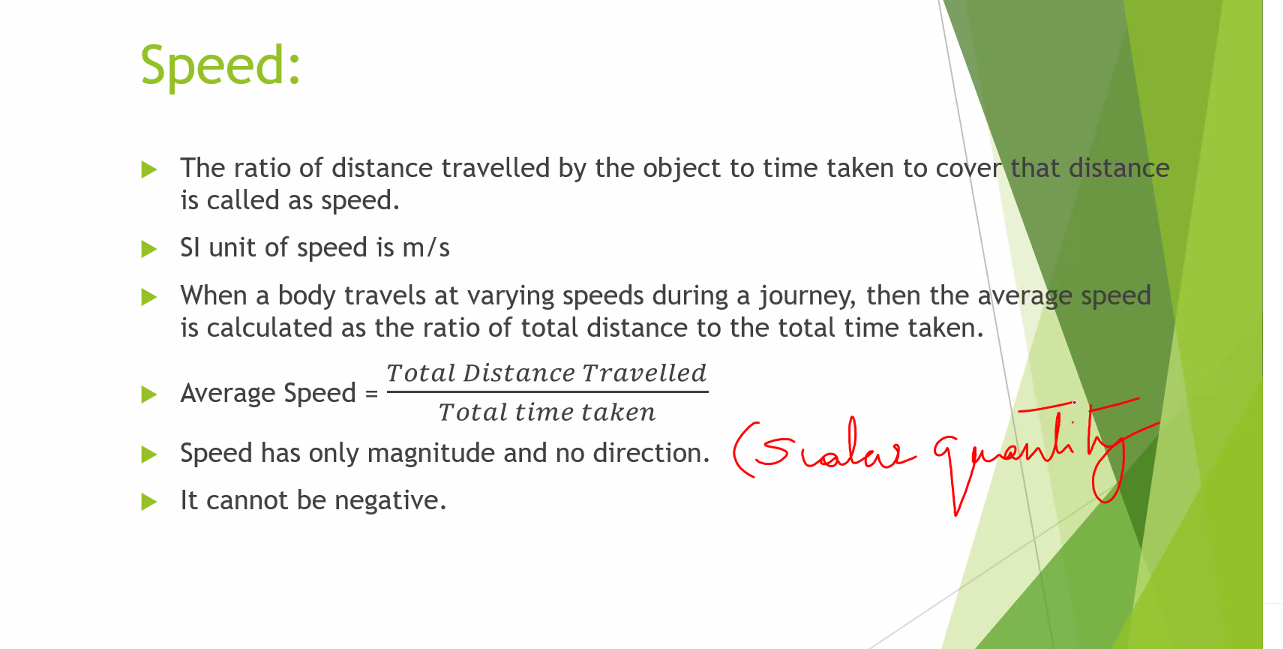 Speed:
The ratio of distance travelled by the object to time taken to cover that distance
is called as speed.
SI unit of speed is m/s
When a body travels at varying speeds during a journey, then the average speed
is calculated as the ratio of total distance to the total time taken.
Average Speed = Total Distance Travelled / Total time taken
Speed has only magnitude and no direction. (Scalar quantity
It cannot be negative.